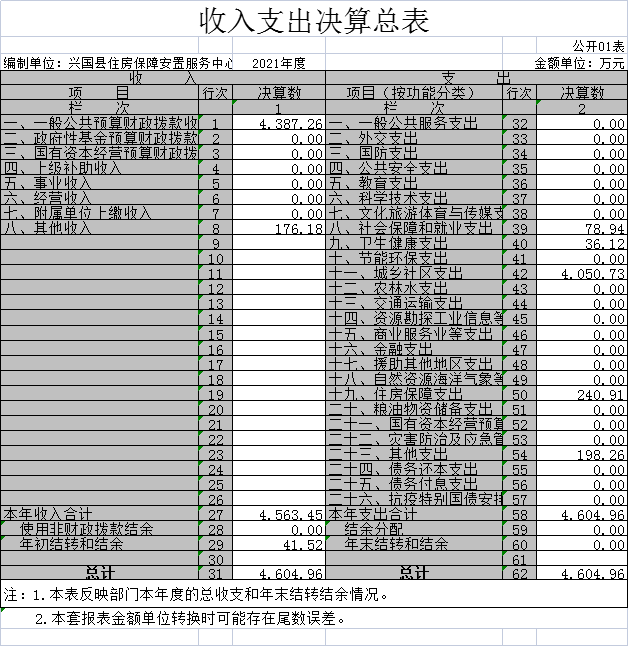 收入支出决算总表
公开01表
编制单位：兴国县住房保障安置服务中心 2021年度 金额单位：万元
收 入 支 出
项 目 行次 决算数 项目（按功能分类） 行次 决算数
栏 次 1 栏 次 2
一、一般公共预算财政拨款收 1 4,387.26 一、一般公共服务支出 32 0.00
二、政府性基金预算财政拨款 2 0.00 二、外交支出 33 0.00
三、国有资本经营预算财政拨 3 0.00 三、国防支出 34 0.00
四、上级补助收入 4 0.00 四、公共安全支出 35 0.00
五、事业收入 5 0.00 五、教育支出 36 0.00
六、经营收入 6 0.00 六、科学技术支出 37 0.00
七、附属单位上缴收入 7 0.00 七、文化旅游体育与传媒支 38 0.00
八、其他收入 8 176.18 八、社会保障和就业支出 39 78.94
9 九、卫生健康支出 40 36.12
10 十、节能环保支出 41 0.00
11 十一、城乡社区支出 42 4,050.73
12 十二、农林水支出 43 0.00
13 十三、交通运输支出 44 0.00
14 十四、资源勘探工业信息等 45 0.00
15 十五、商业服务业等支出 46 0.00
16 十六、金融支出 47 0.00
17 十七、援助其他地区支出 48 0.00
18 十八、自然资源海洋气象等 49 0.00
19 十九、住房保障支出 50 240.91
20 二十、粮油物资储备支出 51 0.00
21 二十一、国有资本经营预算 52 0.00
22 二十二、灾害防治及应急管 53 0.00
23 二十三、其他支出 54 198.26
24 二十四、债务还本支出 55 0.00
25 二十五、债务付息支出 56 0.00
26 二十六、抗疫特别国债安排 57 0.00
本年收入合计 27 4,563.45 本年支出合计 58 4,604.96
使用非财政拨款结余 28 0.00 结余分配 59 0.00
年初结转和结余 29 41.52 年末结转和结余 60 0.00
30 61
总计 31 4,604.96 总计 62 4,604.96
注：1.本表反映部门本年度的总收支和年末结转结余情况。
2.本套报表金额单位转换时可能存在尾数误差。